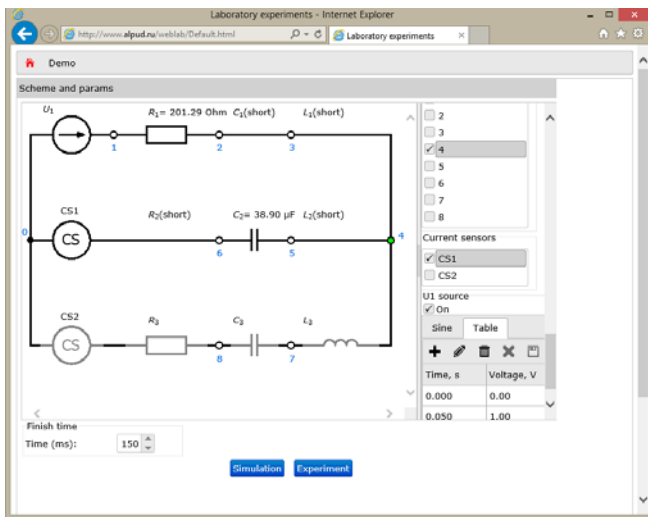 Laboratory experiments - Internet Explorer
http://www.alpud.ru/weblab/Default.html
Laboratory experiments
Demo
Scheme and params
U1
R1= 201.29 Ohm C1(short) L1(short)
1
2
3
CS1
R2(short)
C2= 38.90 µF L2(short)
0
CS
4
6
5
CS2
R3
C3
L3
CS
8
7
2
3
4
5
6
7
8
Current sensors
CS1
CS2
U1 source
On
Sine
Table
Time, s
Voltage, V
0.000
0.00
0.050
1.00
Finish time
Time (ms):
150
Simulation
Experiment